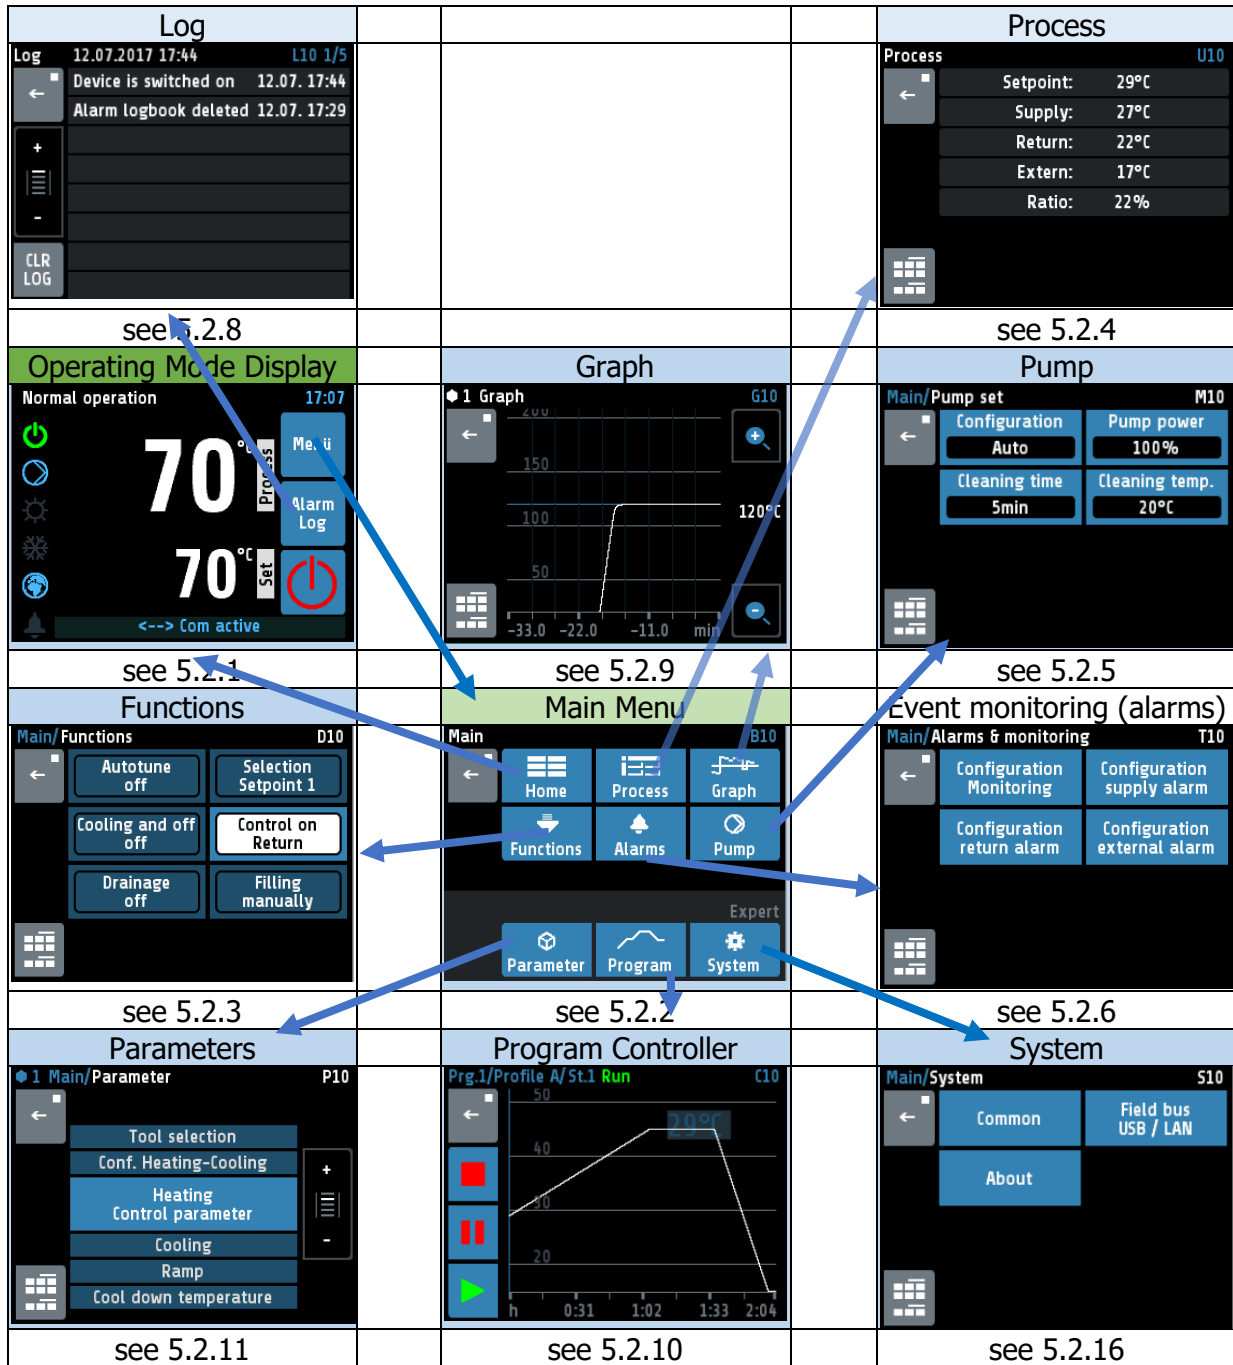 Log
Log 12.07.2017 17:44 L10 1/5
Device is switched on 12.07. 17:44
Alarm logbook deleted 12.07. 17:29
+
-
CLR
LOG
see 5.2.8
Process
Process U10
Setpoint: 29°C
Supply: 27°C
Return: 22°C
Extern: 17°C
Ratio: 22%
see 5.2.4
Operating Mode Display
Normal operation 17:07
70 °C Process
Menü
Alarm
Log
70 °C Set
<--> Com active
see 5.2.1
Graph
1 Graph G10
200
150
100
50
120°C
-33.0 -22.0 -11.0 min
see 5.2.9
Pump
Main/Pump set M10
Configuration Pump power
Auto 100%
Cleaning time Cleaning temp.
5min 20°C
see 5.2.5
Functions
Main/Functions D10
Autotune
off
Selection
Setpoint 1
Cooling and off
off
Control on
Return
Drainage
off
Filling
manually
see 5.2.3
Main Menu
Main B10
Home Process Graph
Functions Alarms Pump
Expert
Parameter Program System
see 5.2.2
Event monitoring (alarms)
Main/Alarms & monitoring T10
Configuration
Monitoring
Configuration
supply alarm
Configuration
return alarm
Configuration
external alarm
see 5.2.6
Parameters
1 Main/Parameter P10
Tool selection
Conf. Heating-Cooling
Heating
Control parameter
Cooling
Ramp
Cool down temperature
+
-
see 5.2.11
Program Controller
Prg.1/Profile A/St.1 Run C10
50
29°C
40
30
20
h 0:31 1:02 1:33 2:04
see 5.2.10
System
Main/System S10
Common
Field bus
USB / LAN
About
see 5.2.16